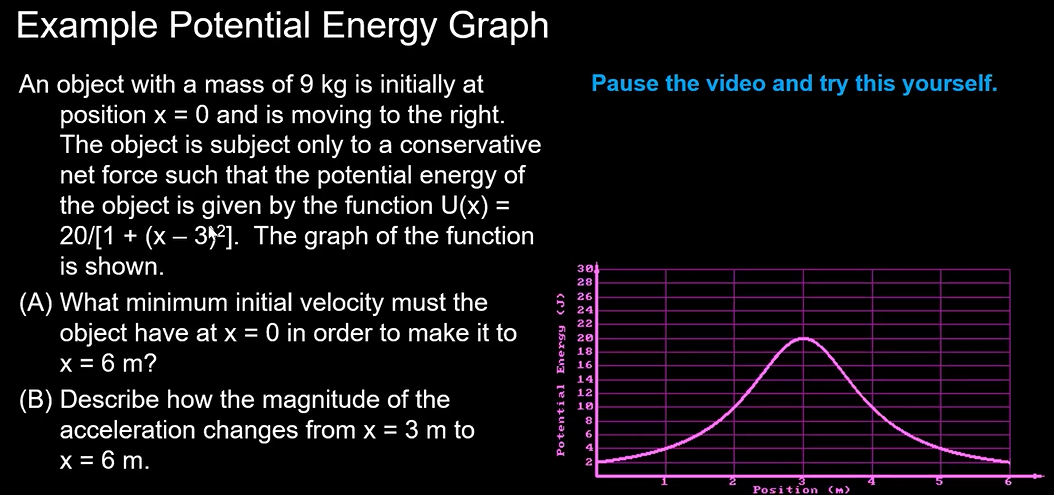 Example Potential Energy Graph
An object with a mass of 9 kg is initially at
position x = 0 and is moving to the right.
The object is subject only to a conservative
net force such that the potential energy of
the object is given by the function U(x) =
20/[1 + (x – 3)²]. The graph of the function
is shown.
(A) What minimum initial velocity must the
object have at x = 0 in order to make it to
x = 6 m?
(B) Describe how the magnitude of the
acceleration changes from x = 3 m to
x = 6 m.
Pause the video and try this yourself.
Potential Energy (J)
30
28
26
24
22
20
18
16
14
12
10
8
6
4
2
1 2 3 4 5 6
Position (m)